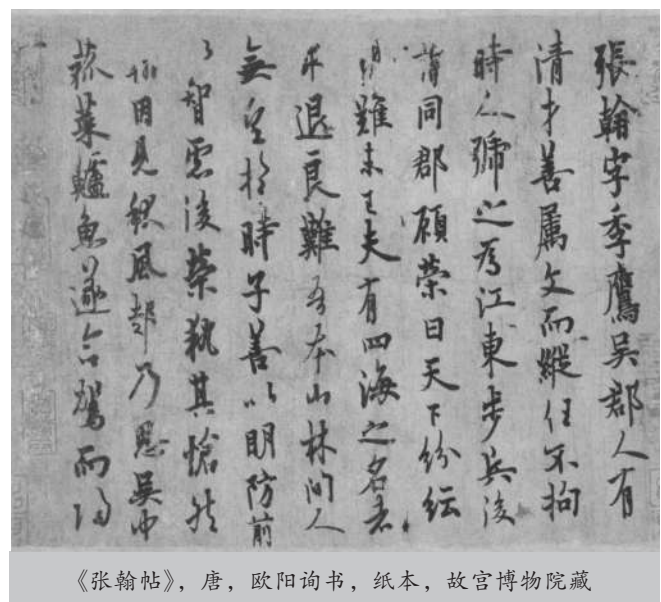 張翰字季鷹吳郡人有
清才善屬文而縱任不拘
時人號之爲江東步兵後
謂同郡顧榮曰天下紛紜
禍難未已夫有四海之名者
求退良難吾本山林間人
無望於時子善以明防前
以智慮後榮執其愴然
翰因見秋風起乃思吳中
菰菜鱸魚遂命駕而歸
《张翰帖》，唐，欧阳询书，纸本，故宫博物院藏